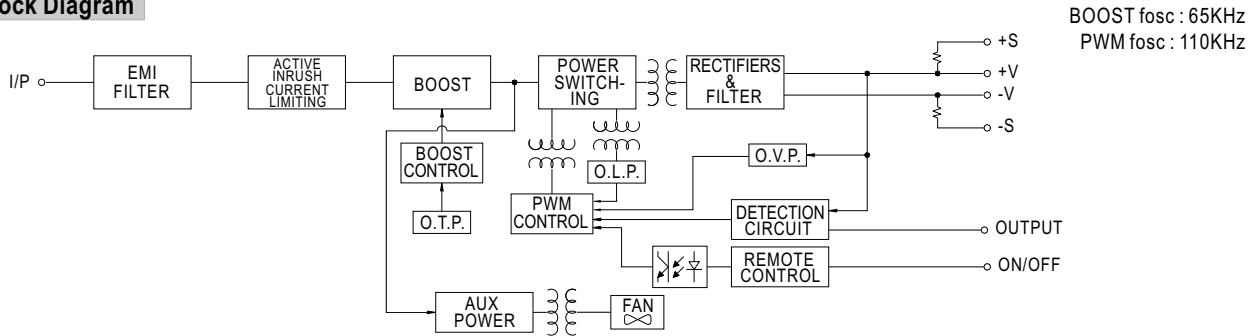 ock Diagram
BOOST fosc : 65KHz
PWM fosc : 110KHz
I/P
EMI
FILTER
ACTIVE
INRUSH
CURRENT
LIMITING
BOOST
POWER
SWITCH-
ING
RECTIFIERS
&
FILTER
+S
+V
-V
-S
BOOST
CONTROL
O.T.P.
O.L.P.
O.V.P.
PWM
CONTROL
DETECTION
CIRCUIT
OUTPUT
REMOTE
CONTROL
ON/OFF
AUX
POWER
FAN